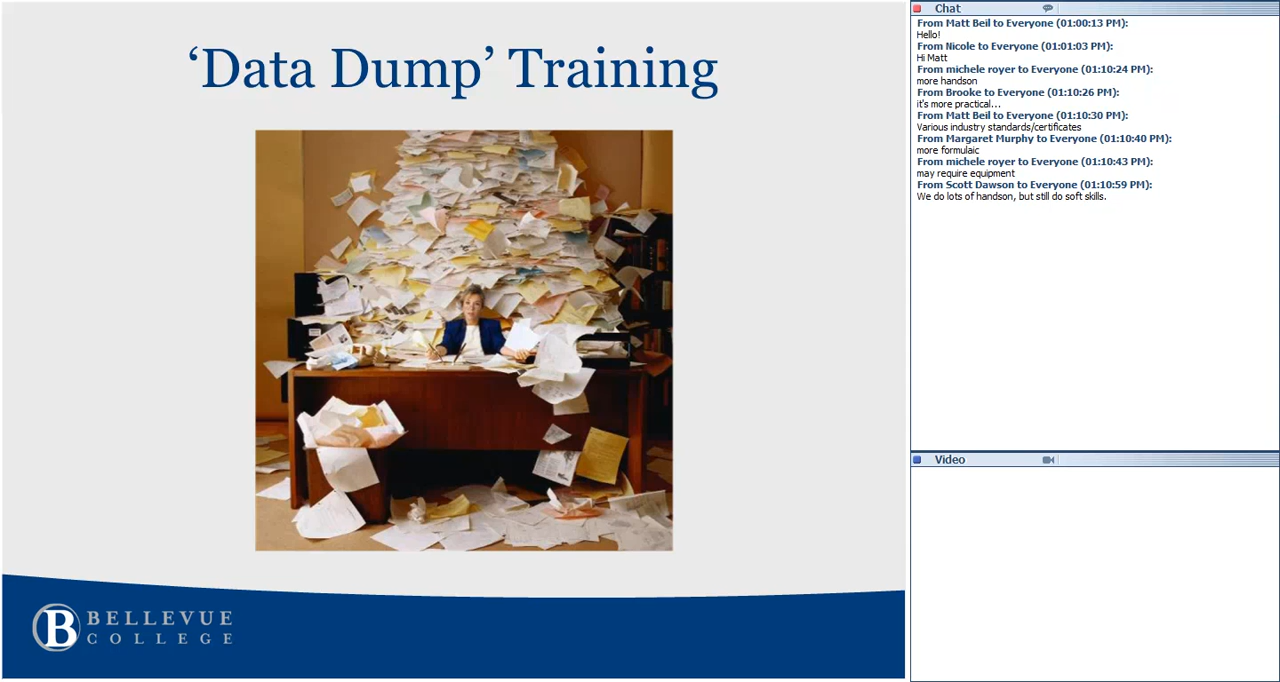 ‘Data Dump’ Training
B BELLEVUE
COLLEGE
Chat
From Matt Beil to Everyone (01:00:13 PM):
Hello!
From Nicole to Everyone (01:01:03 PM):
Hi Matt
From michele royer to Everyone (01:10:24 PM):
more handson
From Brooke to Everyone (01:10:26 PM):
it's more practical...
From Matt Beil to Everyone (01:10:30 PM):
Various industry standards/certificates
From Margaret Murphy to Everyone (01:10:40 PM):
more formulaic
From michele royer to Everyone (01:10:43 PM):
may require equipment
From Scott Dawson to Everyone (01:10:59 PM):
We do lots of handson, but still do soft skills.
Video